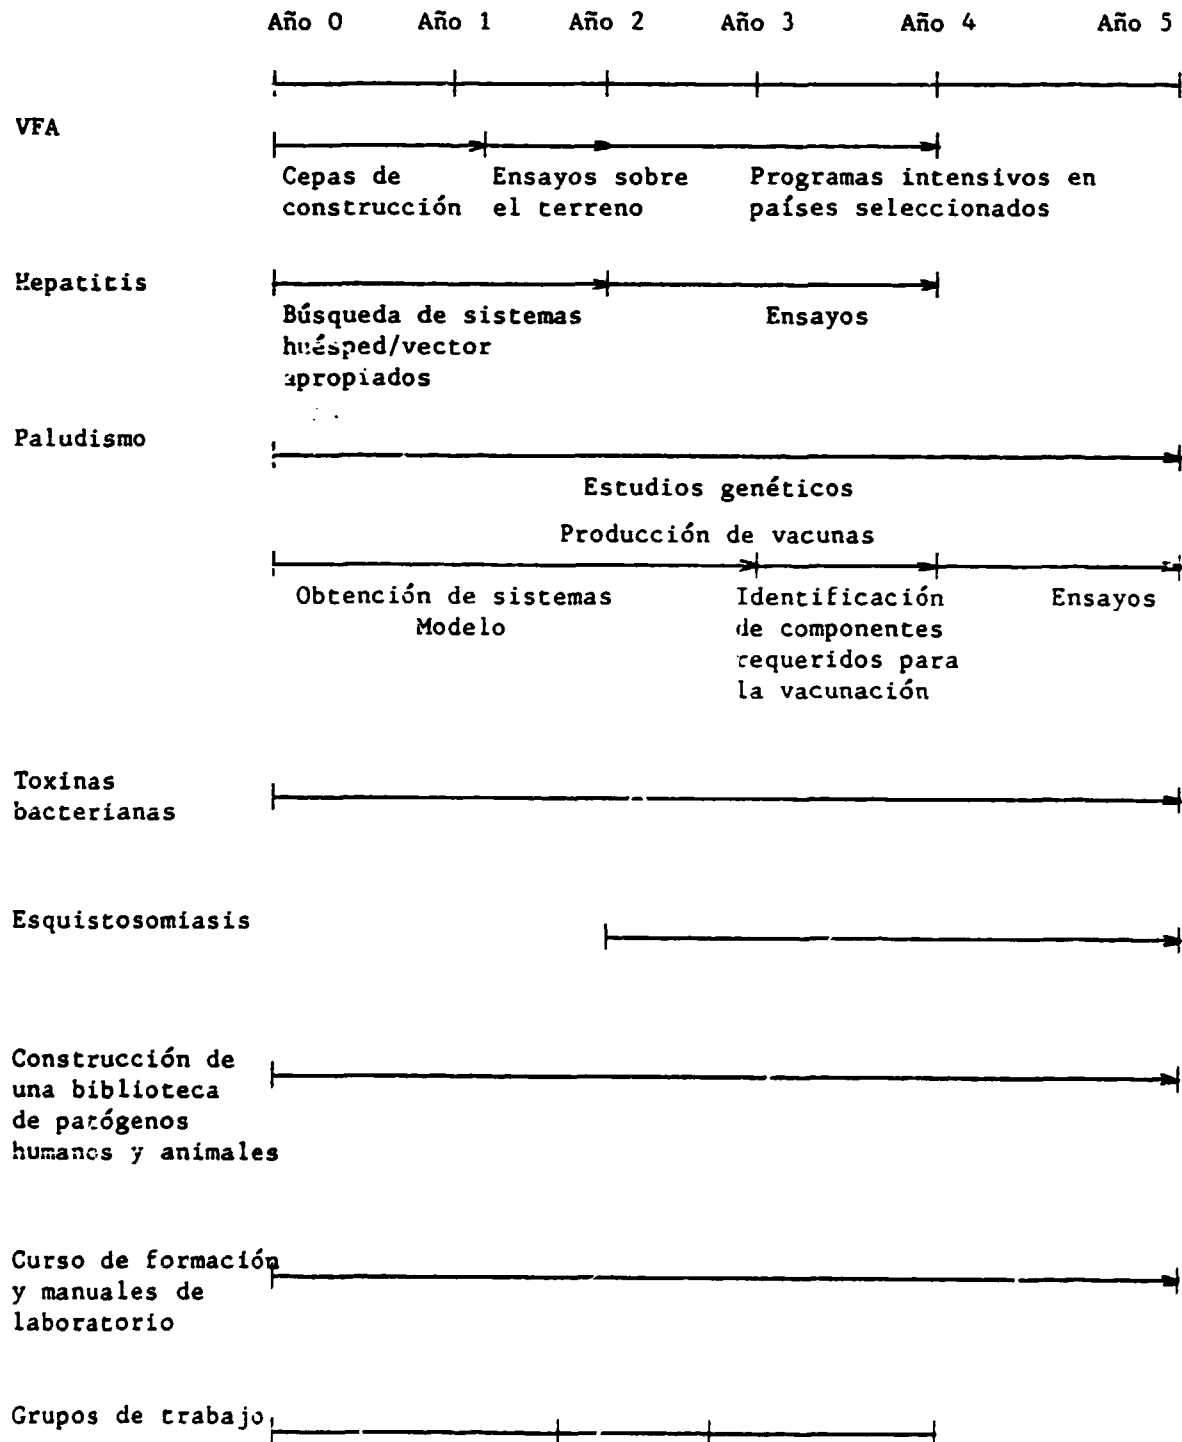 Año 0 Año 1 Año 2 Año 3 Año 4 Año 5
VFA
Cepas de construcción
Ensayos sobre el terreno
Programas intensivos en países seleccionados
Hepatitis
Búsqueda de sistemas
huésped/vector
apropiados
Ensayos
Paludismo
Estudios genéticos
Producción de vacunas
Obtención de sistemas
Modelo
Identificación
de componentes
requeridos para
la vacunación
Ensayos
Toxinas
bacterianas
Esquistosomiasis
Construcción de
una biblioteca
de patógenos
humanos y animales
Curso de formación
y manuales de
laboratorio
Grupos de trabajo